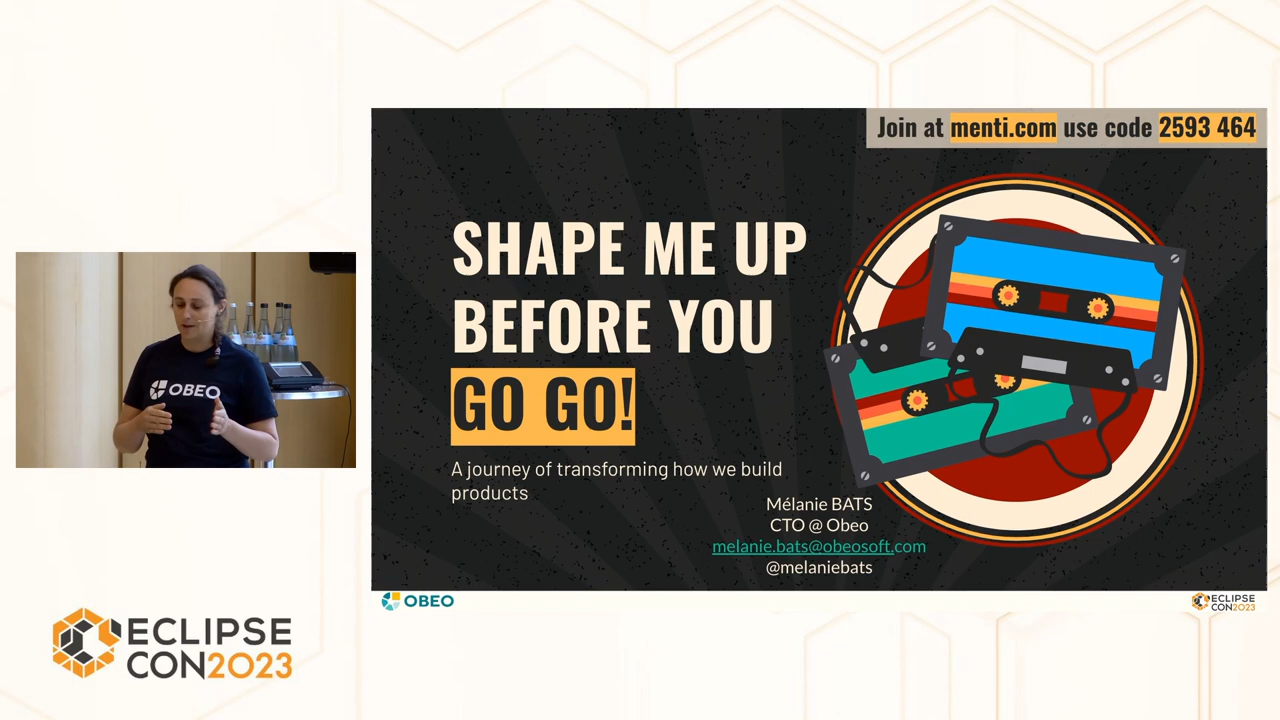 Join at menti.com use code 2593 464
SHAPE ME UP
BEFORE YOU
GO GO!
A journey of transforming how we build
products
Mélanie BATS
CTO @ Obeo
melanie.bats@obeosoft.com
@melaniebats
OBEO
OBEO
ECLIPSE
CON2023
ECLIPSE
CON2023